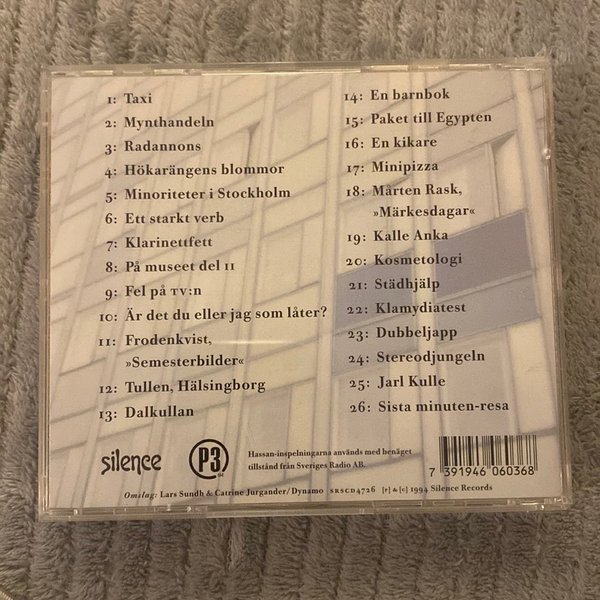 1: Taxi
2: Mynthandeln
3: Radannons
4: Hökarängens blommor
5: Minoriteter i Stockholm
6: Ett starkt verb
7: Klarinettfett
8: På museet del 11
9: Fel på TV:n
10: Är det du eller jag som låter?
11: Frodenkvist,
»Semesterbilder«
12: Tullen, Hälsingborg
13: Dalkullan
14: En barnbok
15: Paket till Egypten
16: En kikare
17: Minipizza
18: Mårten Rask,
»Märkesdagar«
19: Kalle Anka
20: Kosmetologi
21: Städhjälp
22: Klamydiatest
23: Dubbeljapp
24: Stereodjungeln
25: Jarl Kulle
26: Sista minuten-resa
silence
P3
Hassan-inspelningarna används med benäget
tillstånd från Sveriges Radio AB.
7 391946 060368
Omslag: Lars Sundh & Catrine Jurgander/Dynamo SRSCD4726 [p] & [c] 1994 Silence Records